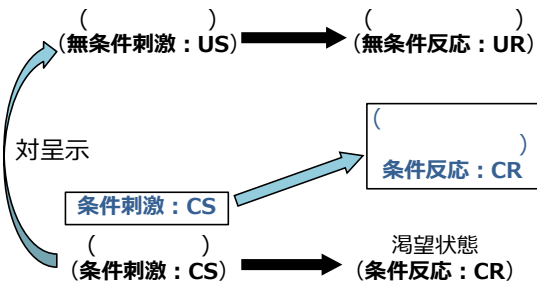 (　　　　　　) (　　　　　　)
(無条件刺激：US) (無条件反応：UR)
(
)
条件反応：CR
対呈示
条件刺激：CS
(　　　　　　) 渇望状態
(条件刺激：CS) (条件反応：CR)